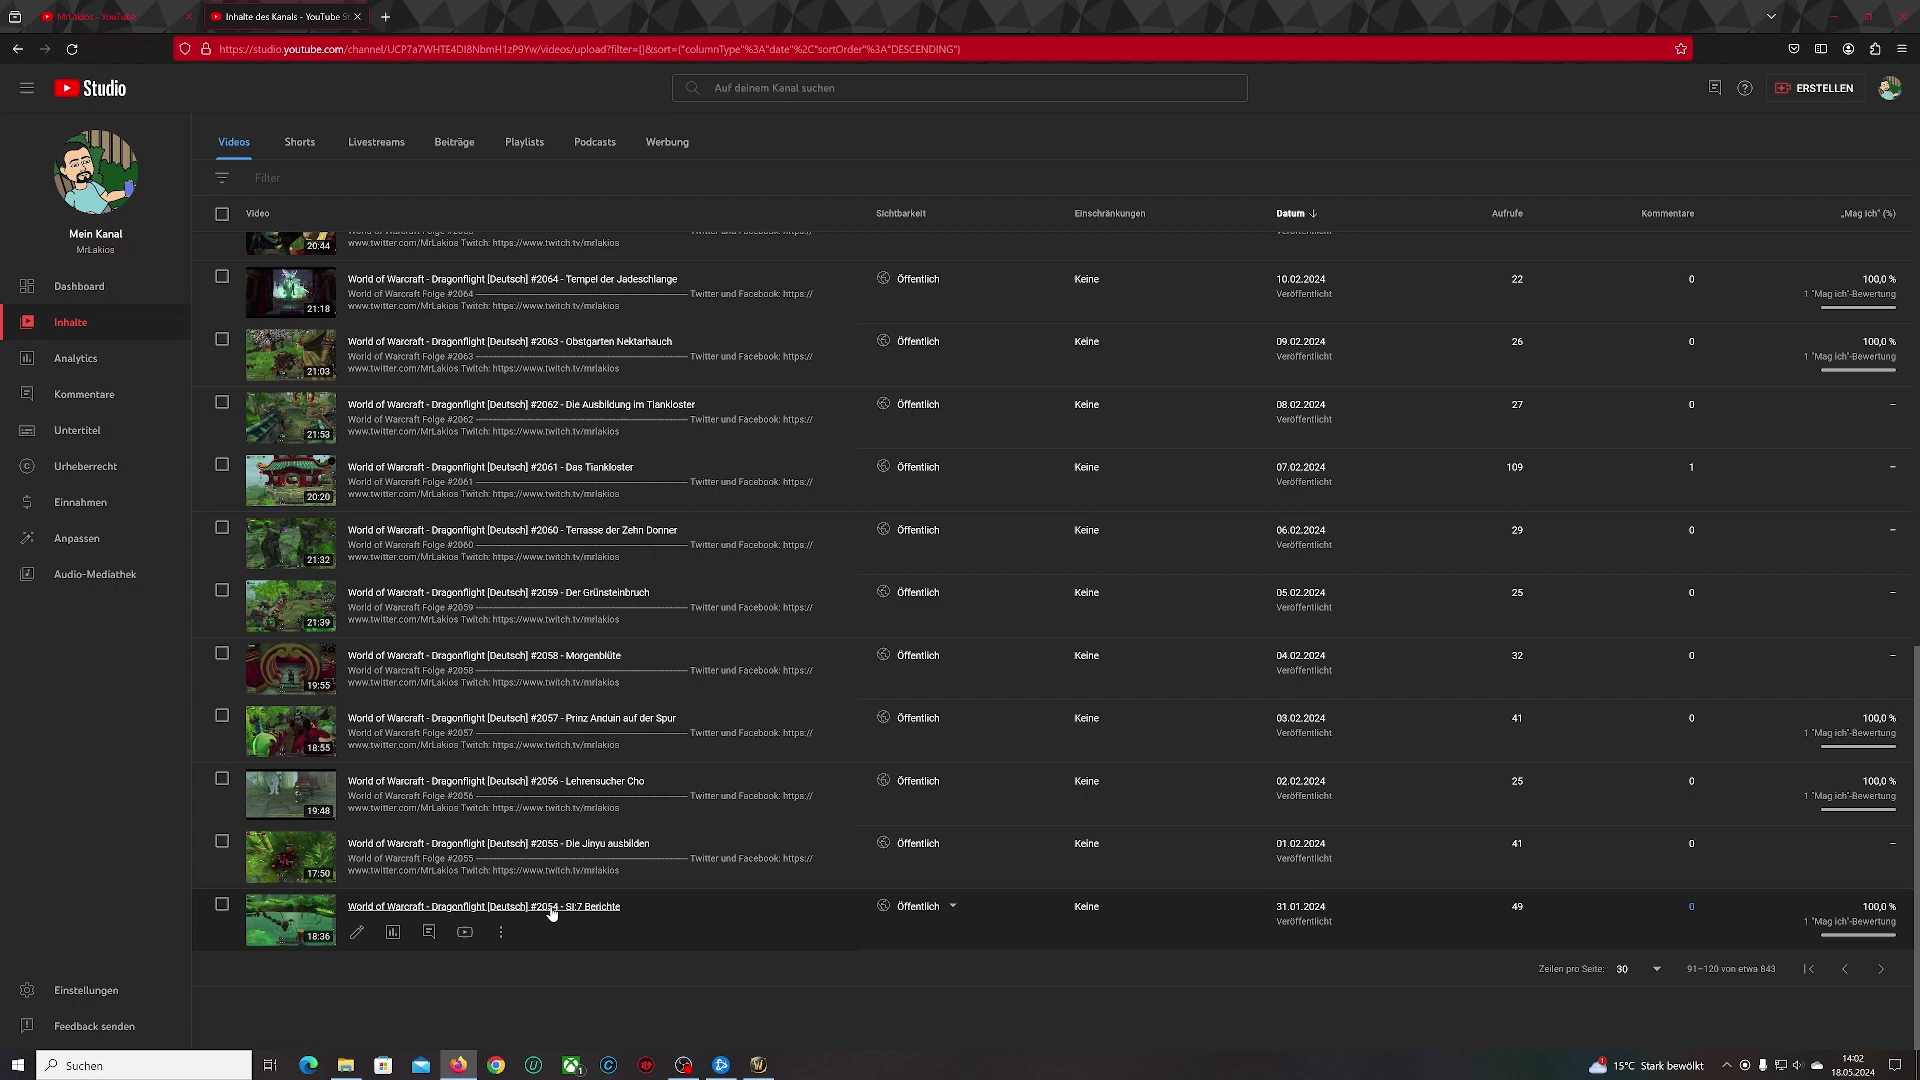 MrLakios - YouTube
Inhalte des Kanals - YouTube St
https://studio.youtube.com/channel/UCP7a7WHTE4DI8NbmH1zP9Yw/videos/upload?filter=[]&sort={"columnType"%3A"date"%2C"sortOrder"%3A"DESCENDING"}
Studio
Auf deinem Kanal suchen
ERSTELLEN
Mein Kanal
MrLakios
Dashboard
Inhalte
Analytics
Kommentare
Untertitel
Urheberrecht
Einnahmen
Anpassen
Audio-Mediathek
Einstellungen
Feedback senden
Videos Shorts Livestreams Beiträge Playlists Podcasts Werbung
Filter
Video Sichtbarkeit Einschränkungen Datum Aufrufe Kommentare „Mag ich" (%)
20:44 www.twitter.com/MrLakios Twitch: https://www.twitch.tv/mrlakios
World of Warcraft - Dragonflight [Deutsch] #2064 - Tempel der Jadeschlange Öffentlich Keine 10.02.2024 22 0 100,0 %
World of Warcraft Folge #2064 ---------------------------------------- Twitter und Facebook: https:// Veröffentlicht 1 "Mag ich"-Bewertung
21:18 www.twitter.com/MrLakios Twitch: https://www.twitch.tv/mrlakios
World of Warcraft - Dragonflight [Deutsch] #2063 - Obstgarten Nektarhauch Öffentlich Keine 09.02.2024 26 0 100,0 %
World of Warcraft Folge #2063 ---------------------------------------- Twitter und Facebook: https:// Veröffentlicht 1 "Mag ich"-Bewertung
21:03 www.twitter.com/MrLakios Twitch: https://www.twitch.tv/mrlakios
World of Warcraft - Dragonflight [Deutsch] #2062 - Die Ausbildung im Tiankloster Öffentlich Keine 08.02.2024 27 0 –
World of Warcraft Folge #2062 ---------------------------------------- Twitter und Facebook: https:// Veröffentlicht
21:53 www.twitter.com/MrLakios Twitch: https://www.twitch.tv/mrlakios
World of Warcraft - Dragonflight [Deutsch] #2061 - Das Tiankloster Öffentlich Keine 07.02.2024 109 1 –
World of Warcraft Folge #2061 ---------------------------------------- Twitter und Facebook: https:// Veröffentlicht
20:20 www.twitter.com/MrLakios Twitch: https://www.twitch.tv/mrlakios
World of Warcraft - Dragonflight [Deutsch] #2060 - Terrasse der Zehn Donner Öffentlich Keine 06.02.2024 29 0 –
World of Warcraft Folge #2060 ---------------------------------------- Twitter und Facebook: https:// Veröffentlicht
21:32 www.twitter.com/MrLakios Twitch: https://www.twitch.tv/mrlakios
World of Warcraft - Dragonflight [Deutsch] #2059 - Der Grünsteinbruch Öffentlich Keine 05.02.2024 25 0 –
World of Warcraft Folge #2059 ---------------------------------------- Twitter und Facebook: https:// Veröffentlicht
21:39 www.twitter.com/MrLakios Twitch: https://www.twitch.tv/mrlakios
World of Warcraft - Dragonflight [Deutsch] #2058 - Morgenblüte Öffentlich Keine 04.02.2024 32 0 –
World of Warcraft Folge #2058 ---------------------------------------- Twitter und Facebook: https:// Veröffentlicht
19:55 www.twitter.com/MrLakios Twitch: https://www.twitch.tv/mrlakios
World of Warcraft - Dragonflight [Deutsch] #2057 - Prinz Anduin auf der Spur Öffentlich Keine 03.02.2024 41 0 100,0 %
World of Warcraft Folge #2057 ---------------------------------------- Twitter und Facebook: https:// Veröffentlicht 1 "Mag ich"-Bewertung
18:55 www.twitter.com/MrLakios Twitch: https://www.twitch.tv/mrlakios
World of Warcraft - Dragonflight [Deutsch] #2056 - Lehrensucher Cho Öffentlich Keine 02.02.2024 25 0 100,0 %
World of Warcraft Folge #2056 ---------------------------------------- Twitter und Facebook: https:// Veröffentlicht 1 "Mag ich"-Bewertung
19:48 www.twitter.com/MrLakios Twitch: https://www.twitch.tv/mrlakios
World of Warcraft - Dragonflight [Deutsch] #2055 - Die Jinyu ausbilden Öffentlich Keine 01.02.2024 41 0 –
World of Warcraft Folge #2055 ---------------------------------------- Twitter und Facebook: https:// Veröffentlicht
17:50 www.twitter.com/MrLakios Twitch: https://www.twitch.tv/mrlakios
World of Warcraft - Dragonflight [Deutsch] #2054 - SI:7 Berichte Öffentlich Keine 31.01.2024 49 0 100,0 %
Veröffentlicht 1 "Mag ich"-Bewertung
18:36
Zeilen pro Seite: 30 91–120 von etwa 843
Suchen
1
1
15°C Stark bewölkt
14:02
18.05.2024